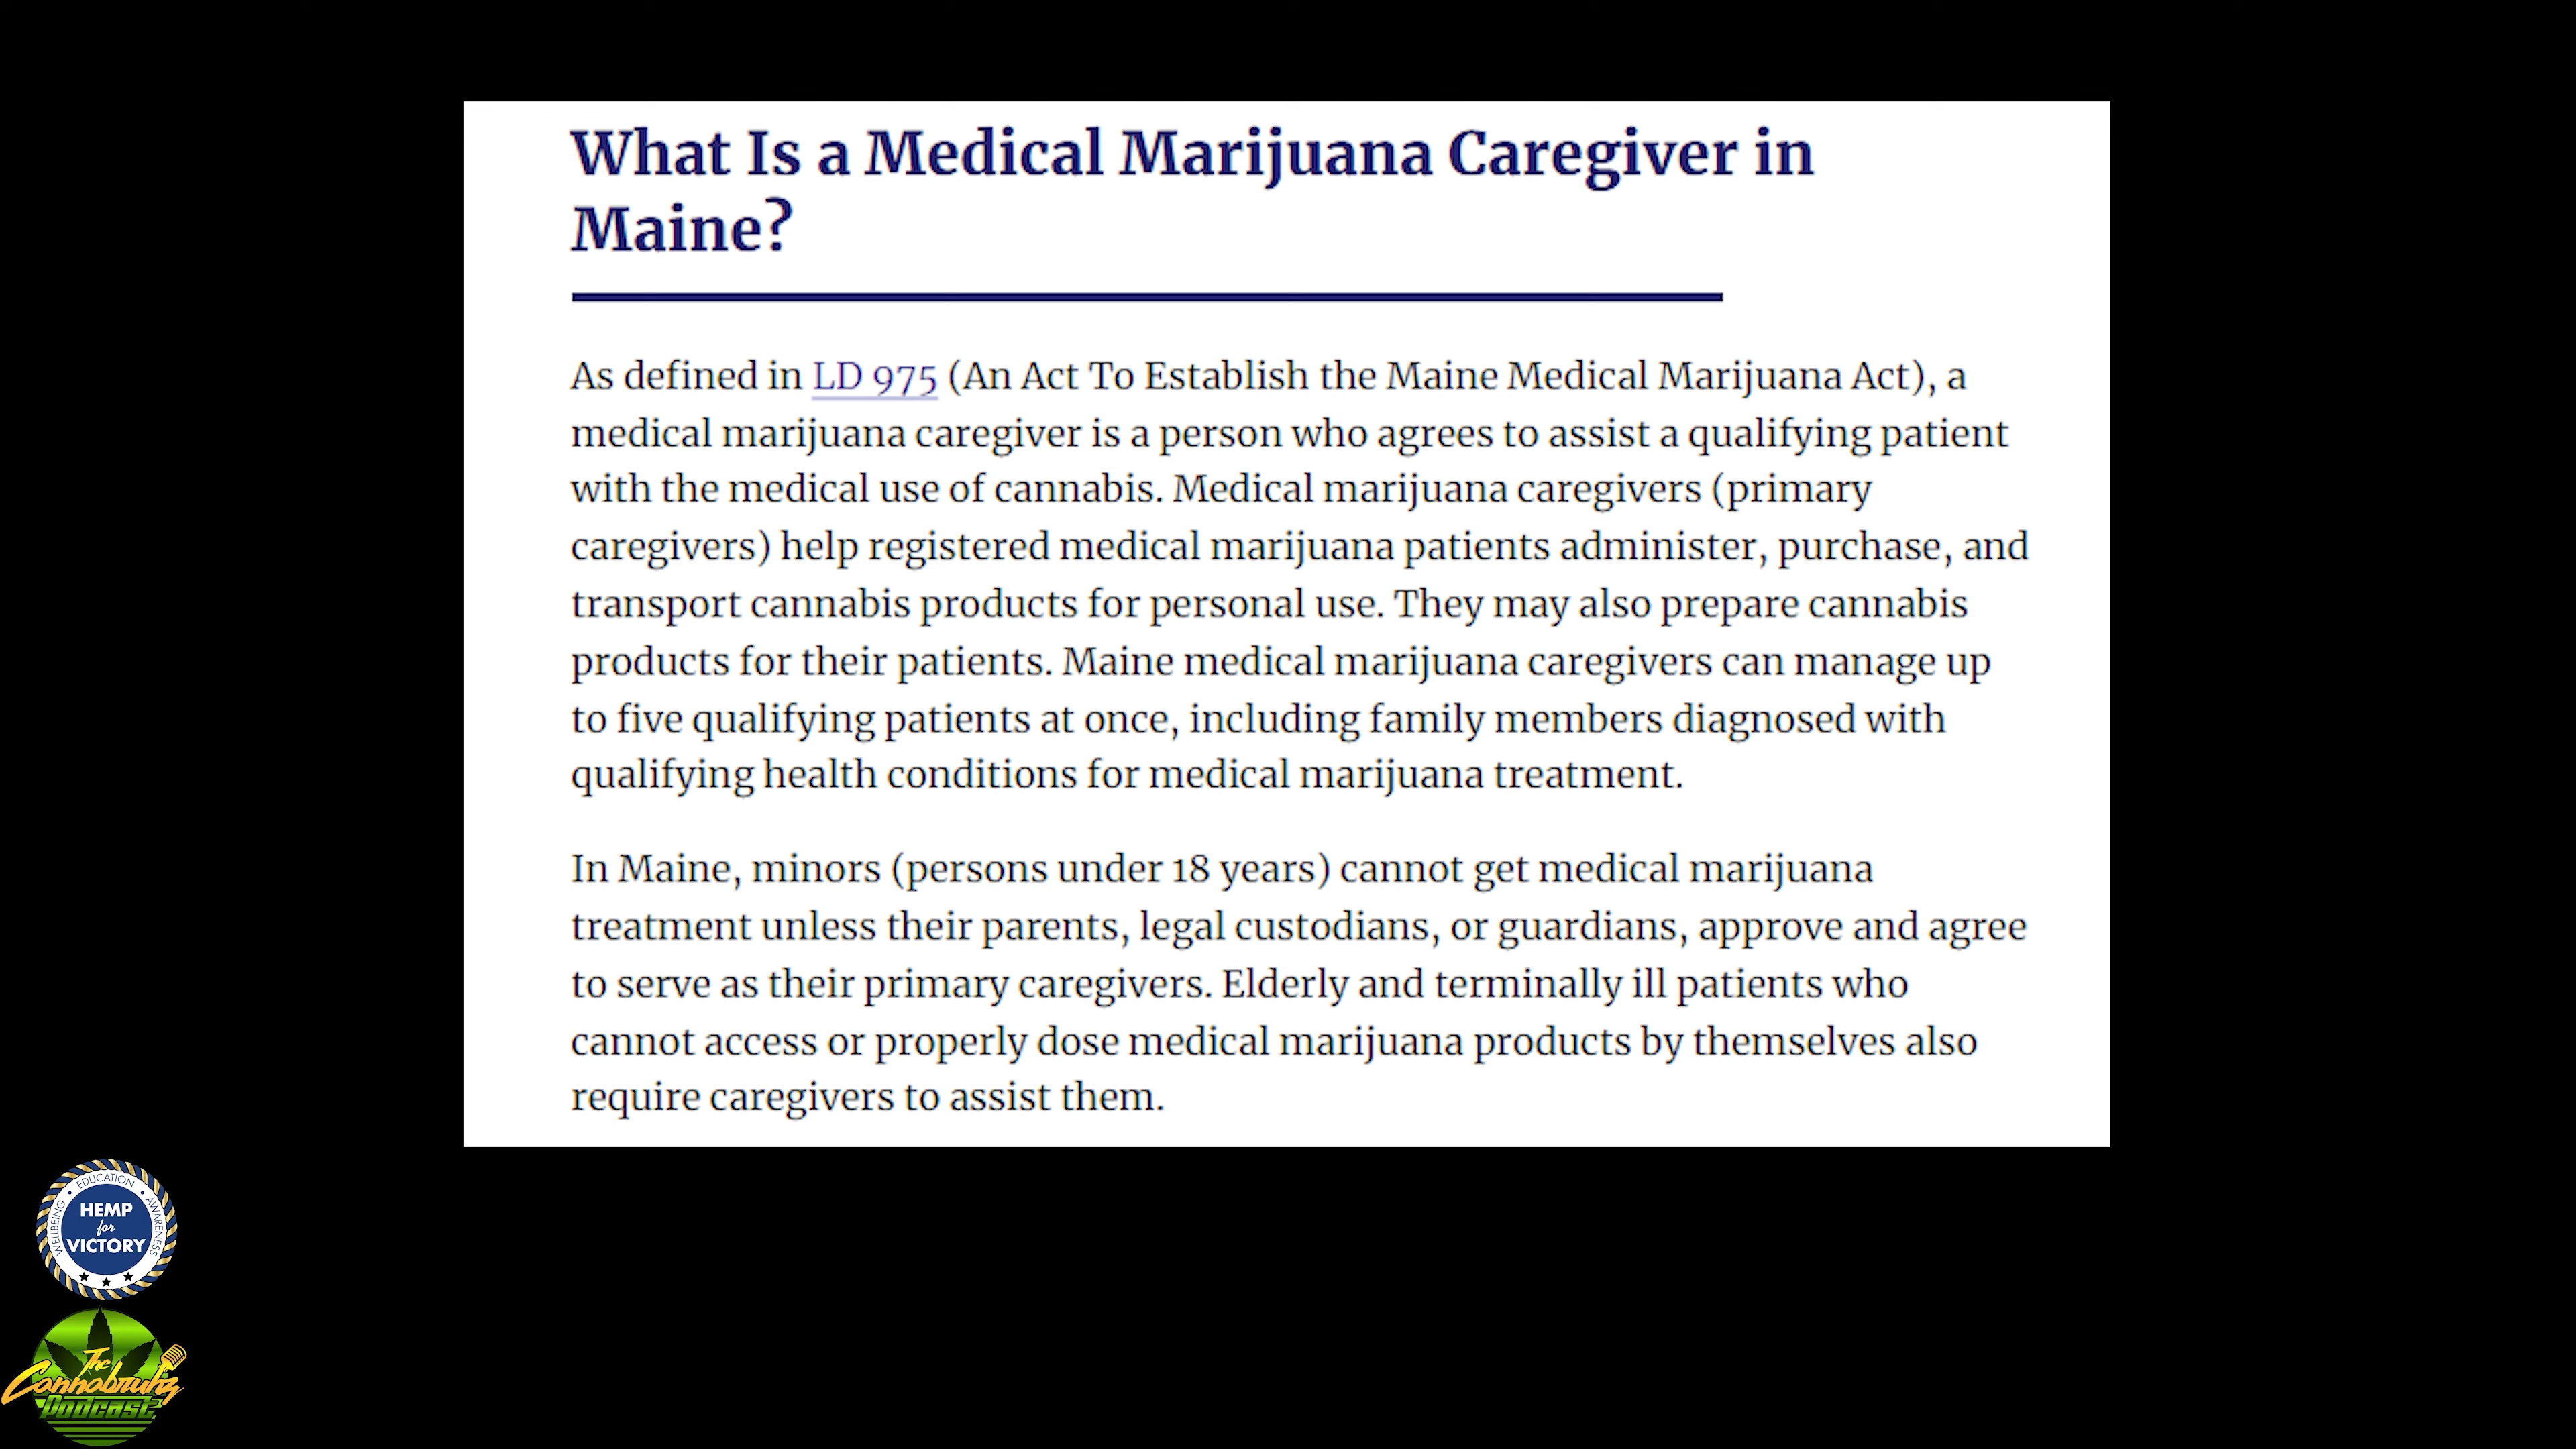 What Is a Medical Marijuana Caregiver in
Maine?
As defined in LD 975 (An Act To Establish the Maine Medical Marijuana Act), a
medical marijuana caregiver is a person who agrees to assist a qualifying patient
with the medical use of cannabis. Medical marijuana caregivers (primary
caregivers) help registered medical marijuana patients administer, purchase, and
transport cannabis products for personal use. They may also prepare cannabis
products for their patients. Maine medical marijuana caregivers can manage up
to five qualifying patients at once, including family members diagnosed with
qualifying health conditions for medical marijuana treatment.
In Maine, minors (persons under 18 years) cannot get medical marijuana
treatment unless their parents, legal custodians, or guardians, approve and agree
to serve as their primary caregivers. Elderly and terminally ill patients who
cannot access or properly dose medical marijuana products by themselves also
require caregivers to assist them.
WELLBEING • EDUCATION • AWARENESS
HEMP
for
VICTORY
The
Cannabruhz
Podcast